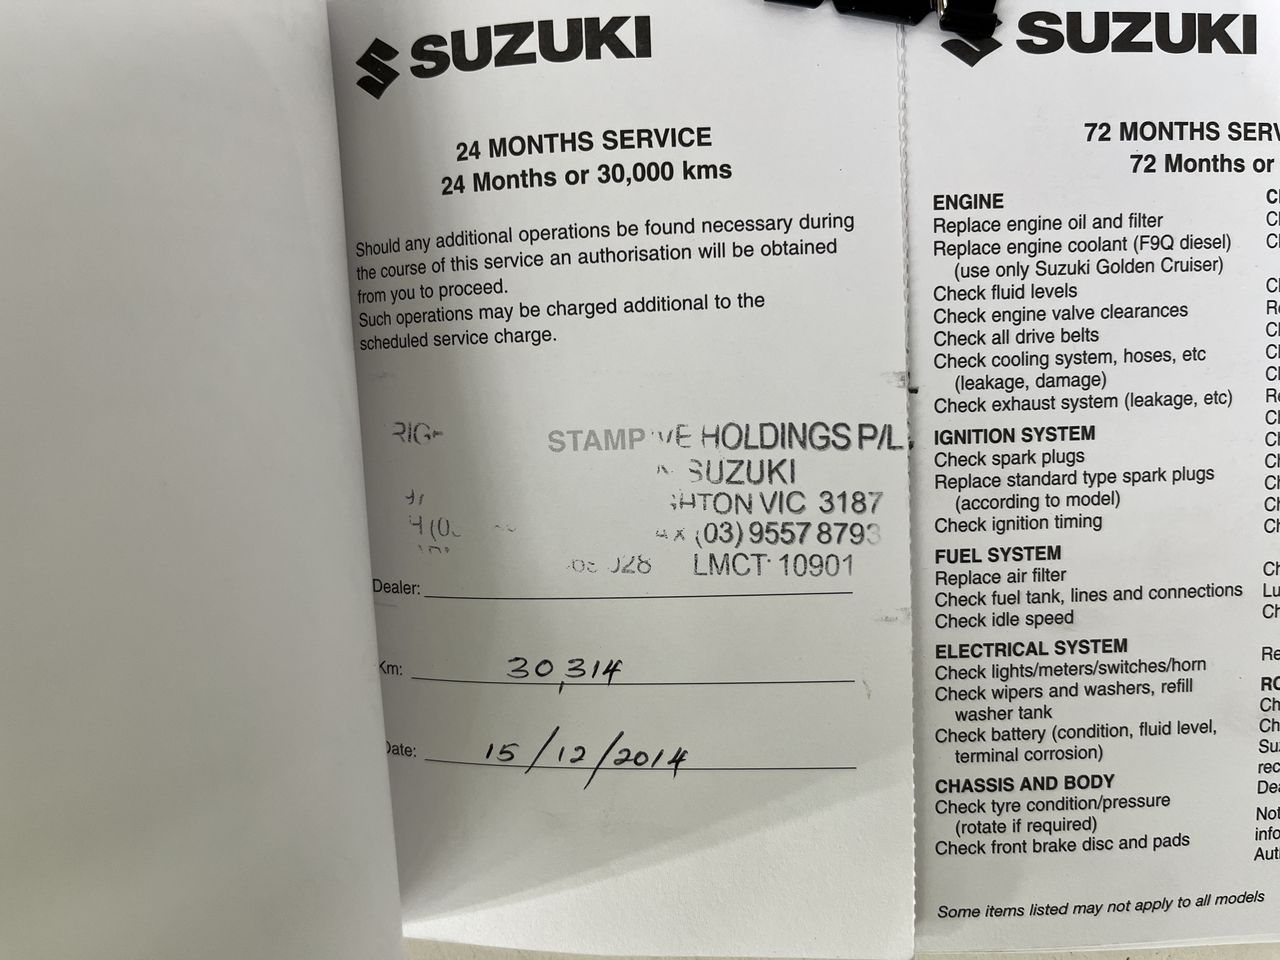 SUZUKI
24 MONTHS SERVICE
24 Months or 30,000 kms
Should any additional operations be found necessary during
the course of this service an authorisation will be obtained
from you to proceed.
Such operations may be charged additional to the
scheduled service charge.
STAMP VE HOLDINGS P/L
SUZUKI
HTON VIC 3187
(03) 9557 8793
LMCT 10901
Dealer:
Km: 30,314
Date: 15/12/2014
SUZUKI
72 MONTHS SERV
72 Months or
ENGINE
Replace engine oil and filter
Replace engine coolant (F9Q diesel)
(use only Suzuki Golden Cruiser)
Check fluid levels
Check engine valve clearances
Check all drive belts
Check cooling system, hoses, etc
(leakage, damage)
Check exhaust system (leakage, etc)
IGNITION SYSTEM
Check spark plugs
Replace standard type spark plugs
(according to model)
Check ignition timing
FUEL SYSTEM
Replace air filter
Check fuel tank, lines and connections
Check idle speed
ELECTRICAL SYSTEM
Check lights/meters/switches/horn
Check wipers and washers, refill
washer tank
Check battery (condition, fluid level,
terminal corrosion)
CHASSIS AND BODY
Check tyre condition/pressure
(rotate if required)
Check front brake disc and pads
Some items listed may not apply to all models